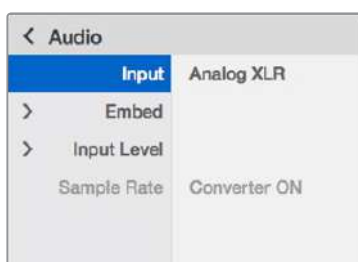 Audio
Input Analog XLR
Embed
Input Level
Sample Rate Converter ON